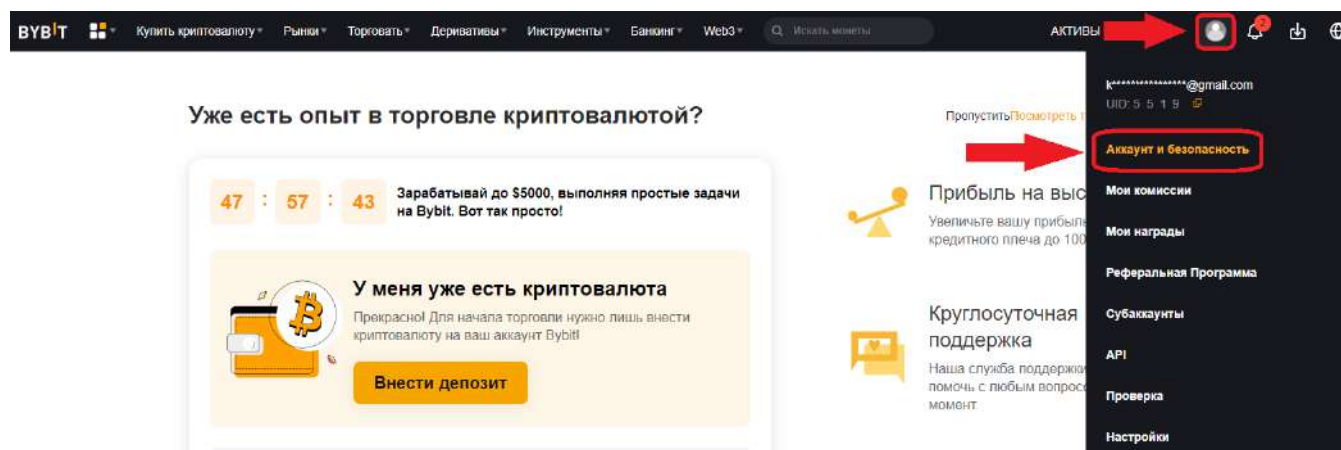 BYBIT Купить криптовалюту Рынки Торговать Деривативы Инструменты Банкинг Web3 Искать монеты АКТИВЫ 2
k****************@gmail.com
UID: 5 5 1 9
Уже есть опыт в торговле криптовалютой?
Пропустить Посмотреть
Аккаунт и безопасность
Мои комиссии
Мои награды
Реферальная Программа
Субаккаунты
API
Проверка
Настройки
47 : 57 : 43
Зарабатывай до $5000, выполняя простые задачи
на Bybit. Вот так просто!
У меня уже есть криптовалюта
Прекрасно! Для начала торговли нужно лишь внести
криптовалюту на ваш аккаунт Bybit!
Внести депозит
Прибыль на выс
Увеличьте вашу прибыль
кредитного плеча до 100
Круглосуточная
поддержка
Наша служба поддержки
помочь с любым вопрос
момент.